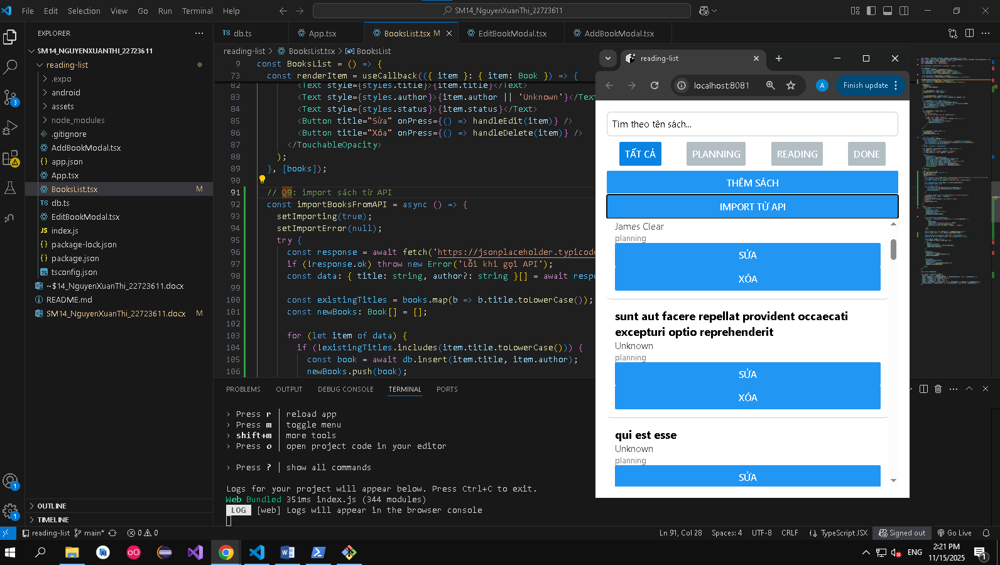 File Edit Selection View Go Run Terminal Help
SM14_NguyenXuanThi_22723611
EXPLORER
SM14_NGUYENXUANTHI_22723611
reading-list
.expo
android
assets
node_modules
.gitignore
AddBookModal.tsx
app.json
App.tsx
BooksList.tsx M
db.ts
EditBookModal.tsx
index.js
package-lock.json
package.json
tsconfig.json
~$14_NguyenXuanThi_22723611.docx
README.md
SM14_NguyenXuanThi_22723611.docx M
OUTLINE
TIMELINE
TS db.ts
App.tsx
BooksList.tsx M
EditBookModal.tsx
AddBookModal.tsx
reading-list > BooksList.tsx > BooksList
9 const BooksList = () => {
73 const renderItem = useCallback(({ item }: { item: Book }) => {
82 <Text style={styles.title}>{item.title}</Text>
83 <Text style={styles.author}>{item.author || 'Unknown'}</Text
84 <Text style={styles.status}>{item.status}</Text>
85 <Button title="Sửa" onPress={() => handleEdit(item)} />
86 <Button title="Xóa" onPress={() => handleDelete(item)} />
87 </TouchableOpacity>
88 );
89 }, [books]);
90
91 // Q9: import sách từ API
92 const importBooksFromAPI = async () => {
93 setImporting(true);
94 setImportError(null);
95 try {
96 const response = await fetch('https://jsonplaceholder.typicode
97 if (!response.ok) throw new Error('Lỗi khi gọi API');
98 const data: { title: string, author?: string }[] = await resp
99
100 const existingTitles = books.map(b => b.title.toLowerCase());
101 const newBooks: Book[] = [];
102
103 for (let item of data) {
104 if (!existingTitles.includes(item.title.toLowerCase())) {
105 const book = await db.insert(item.title, item.author);
106 newBooks.push(book);
PROBLEMS OUTPUT DEBUG CONSOLE TERMINAL PORTS
› Press r │ reload app
› Press m │ toggle menu
› shift+m │ more tools
› Press o │ open project code in your editor
› Press ? │ show all commands
Logs for your project will appear below. Press Ctrl+C to exit.
Web Bundled 351ms index.js (344 modules)
LOG [web] Logs will appear in the browser console
reading-list
localhost:8081
A
Finish update
Tìm theo tên sách...
TẤT CẢ PLANNING READING DONE
THÊM SÁCH
IMPORT TỪ API
James Clear
planning
SỬA
XÓA
sunt aut facere repellat provident occaecati
excepturi optio reprehenderit
Unknown
planning
SỬA
XÓA
qui est esse
Unknown
planning
SỬA
reading-list main* 0 0
Ln 91, Col 28 Spaces: 4 UTF-8 CRLF TypeScript JSX Signed out Go Live
ENG
2:21 PM
11/15/2025